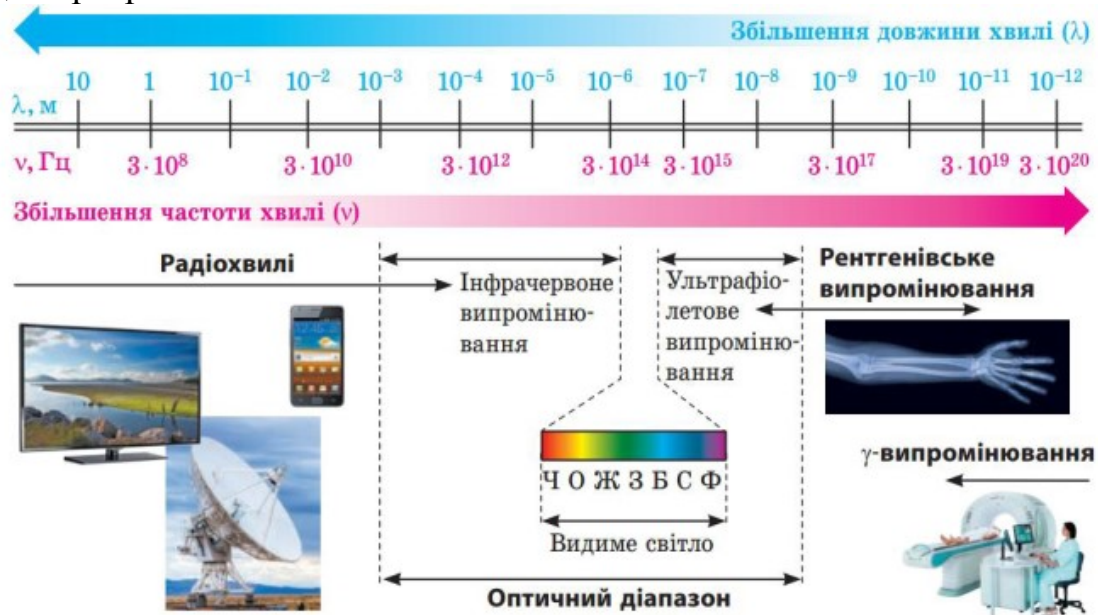 Збільшення довжини хвилі (λ)
10 1 10⁻¹ 10⁻² 10⁻³ 10⁻⁴ 10⁻⁵ 10⁻⁶ 10⁻⁷ 10⁻⁸ 10⁻⁹ 10⁻¹⁰ 10⁻¹¹ 10⁻¹²
λ, м
ν, Гц 3·10⁸ 3·10¹⁰ 3·10¹² 3·10¹⁴ 3·10¹⁵ 3·10¹⁷ 3·10¹⁹ 3·10²⁰
Збільшення частоти хвилі (ν)
Радіохвилі
Інфрачервоне
випроміню-
вання
Ультрафіо-
летове
випроміню-
вання
Рентгенівське
випромінювання
Ч О Ж З Б С Ф
Видиме світло
γ-випромінювання
Оптичний діапазон